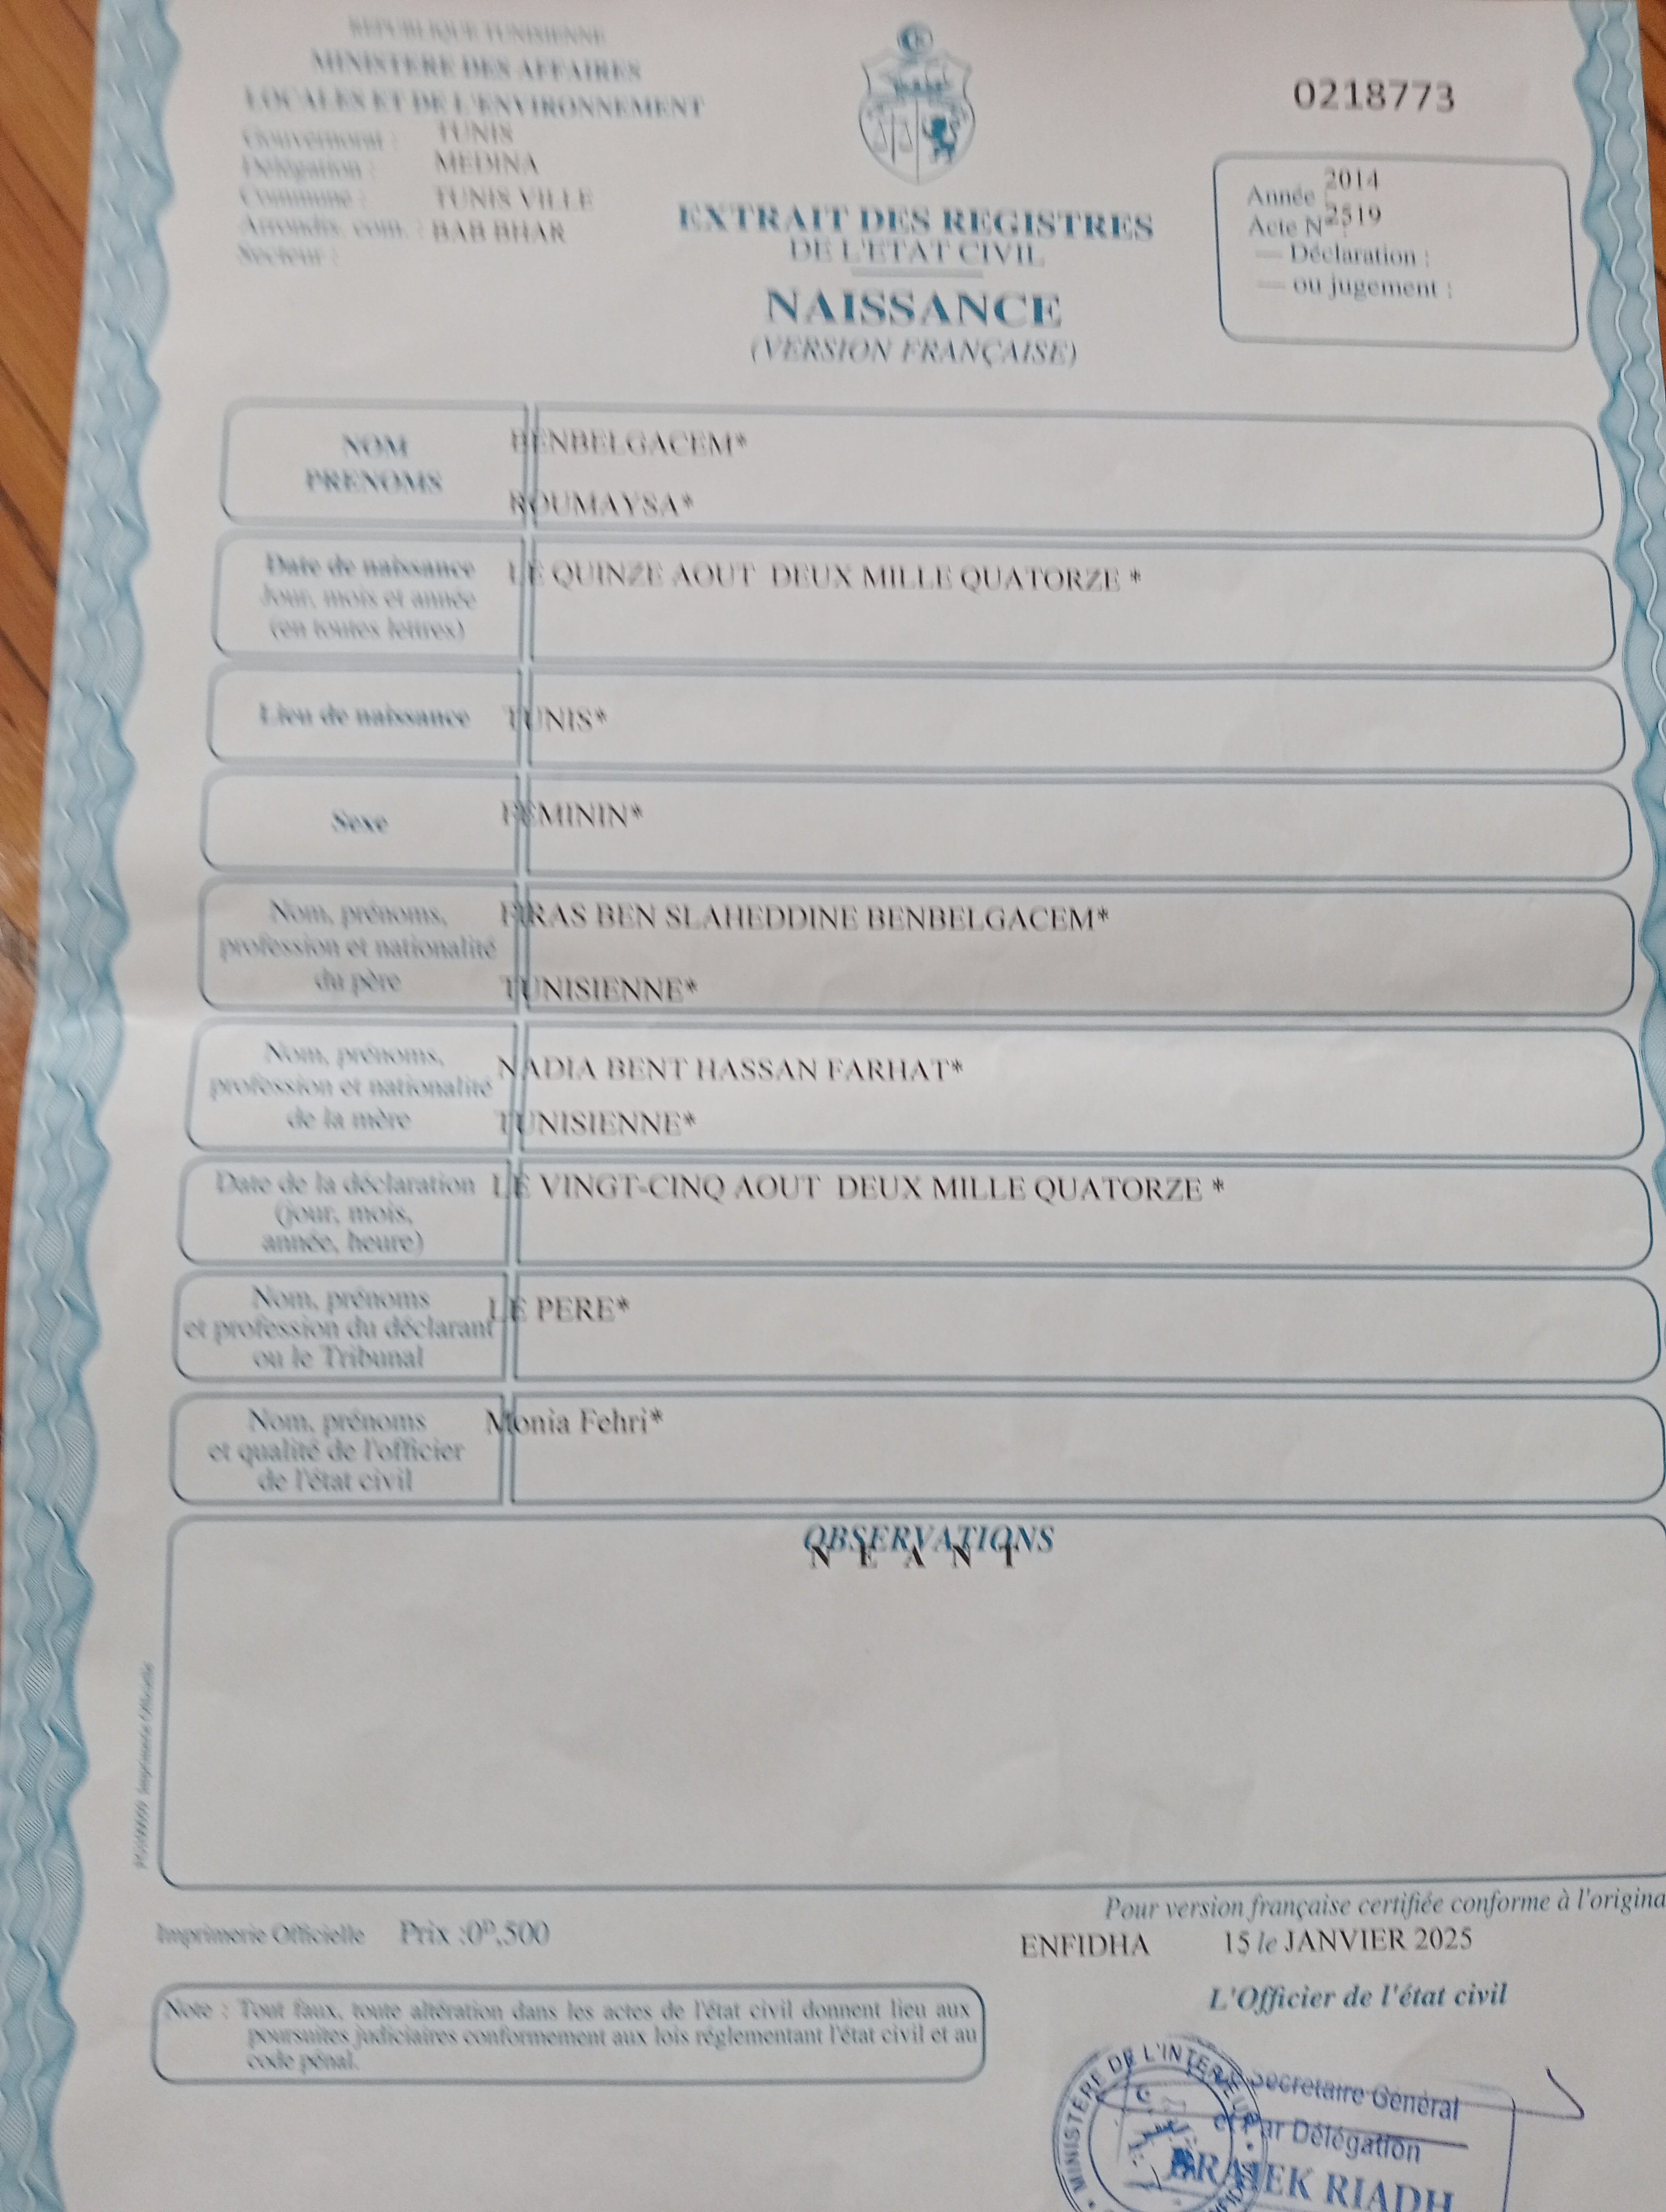 REPUBLIQUE TUNISIENNE
MINISTERE DES AFFAIRES
LOCALES ET DE L'ENVIRONNEMENT
Gouvernorat : TUNIS
Délégation : MEDINA
Commune : TUNIS VILLE
Arrondis. com. : BAB BHAR
Secteur :
0218773
Année : 2014
Acte N° : 2519
— Déclaration :
— ou jugement :
EXTRAIT DES REGISTRES
DE L'ETAT CIVIL
NAISSANCE
(VERSION FRANÇAISE)
NOM BENBELGACEM*
PRENOMS ROUMAYSA*
Date de naissance LE QUINZE AOUT DEUX MILLE QUATORZE *
Jour, mois et année
(en toutes lettres)
Lieu de naissance TUNIS*
Sexe FEMININ*
Nom, prénoms, FIRAS BEN SLAHEDDINE BENBELGACEM*
profession et nationalité
du père TUNISIENNE*
Nom, prénoms, NADIA BENT HASSAN FARHAT*
profession et nationalité
de la mère TUNISIENNE*
Date de la déclaration LE VINGT-CINQ AOUT DEUX MILLE QUATORZE *
(jour, mois,
année, heure)
Nom, prénoms LE PERE*
et profession du déclarant
ou le Tribunal
Nom, prénoms Monia Fehri*
et qualité de l'officier
de l'état civil
OBSERVATIONS
N E A N T
Imprimerie Officielle
Pour version française certifiée conforme à l'origina
Imprimerie Officielle Prix :0ᴰ,500
ENFIDHA 15 le JANVIER 2025
L'Officier de l'état civil
Note : Tout faux, toute altération dans les actes de l'état civil donnent lieu aux
poursuites judiciaires conformement aux lois réglementant l'état civil et au
code pénal.
MINISTÈRE DE L'INTERIEUR
Secretaire Général
et Par Délégation
RIADH